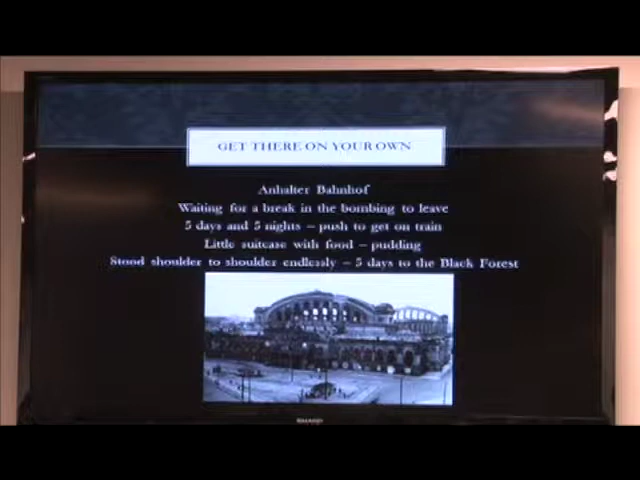 GET THERE ON YOUR OWN
Anhalter Bahnhof
Waiting for a break in the bombing to leave
5 days and 5 nights – push to get on train
Little suitcase with food – pudding
Stood shoulder to shoulder endlessly – 5 days to the Black Forest
SHARP